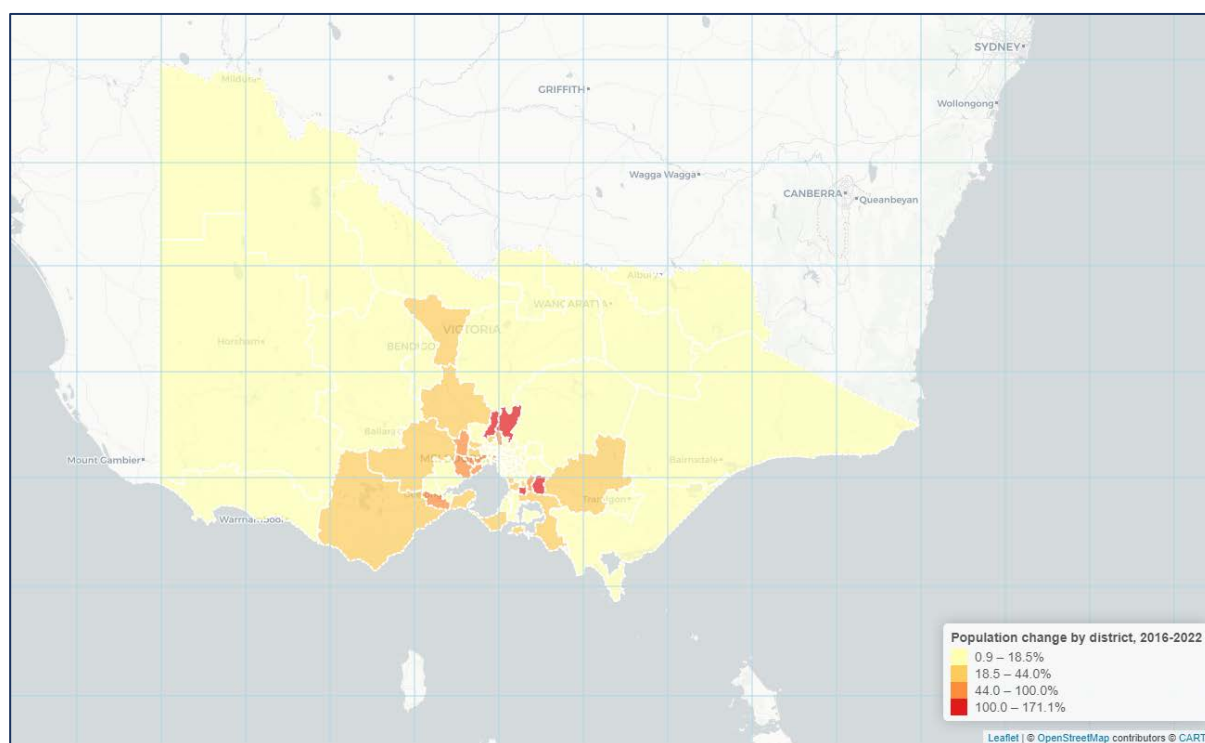 SYDNEY
Mildura
GRIFFITH
Wollongong
Wagga Wagga
CANBERRA
Queanbeyan
Albury
WANGARATTA
VICTORIA
BENDIGO
Horsham
Mount Gambier
Bairnsdale
Traralgon
Warrnambool
Population change by district, 2016-2022
0.9 – 18.5%
18.5 – 44.0%
44.0 – 100.0%
100.0 – 171.1%
Leaflet | © OpenStreetMap contributors © CART